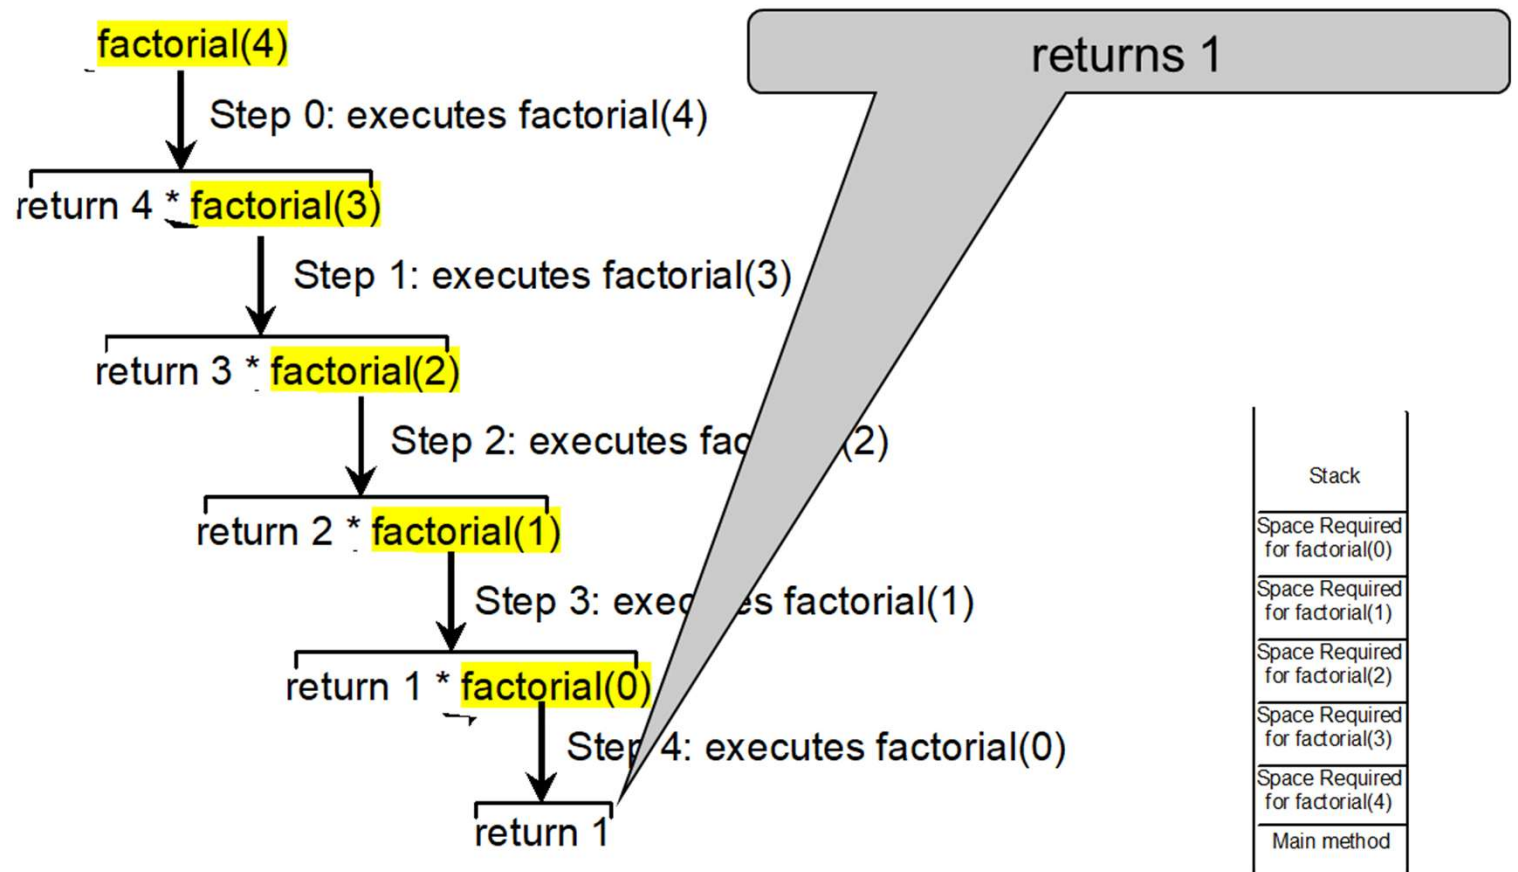 factorial(4)
returns 1
Step 0: executes factorial(4)
return 4 * factorial(3)
Step 1: executes factorial(3)
return 3 * factorial(2)
Step 2: executes fac (2)
return 2 * factorial(1)
Step 3: exec es factorial(1)
return 1 * factorial(0)
Step 4: executes factorial(0)
return 1
Stack
Space Required
for factorial(0)
Space Required
for factorial(1)
Space Required
for factorial(2)
Space Required
for factorial(3)
Space Required
for factorial(4)
Main method